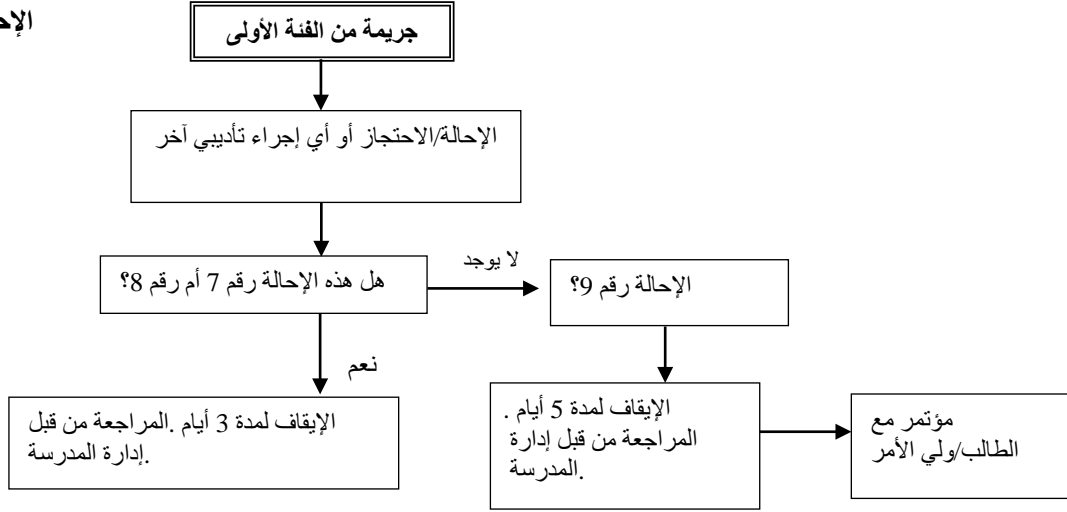 جريمة من الفئة الأولى
الإحالة/الاحتجاز أو أي إجراء تأديبي آخر
هل هذه الإحالة رقم 7 أم رقم 8؟
لا يوجد
الإحالة رقم 9؟
نعم
الإيقاف لمدة 3 أيام .المراجعة من قبل
إدارة المدرسة.
الإيقاف لمدة 5 أيام .
المراجعة من قبل إدارة
المدرسة.
مؤتمر مع
الطالب/ولي الأمر